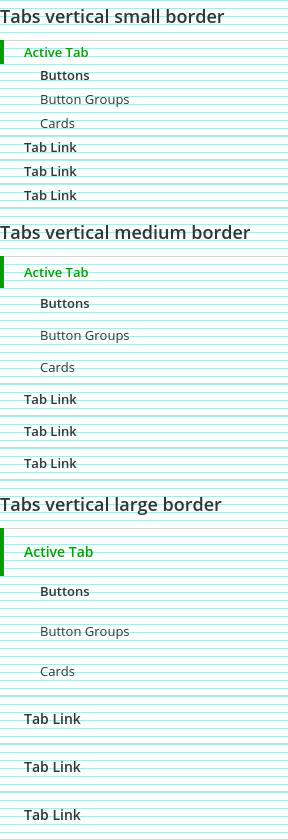 Tabs vertical small border
Active Tab
Buttons
Button Groups
Cards
Tab Link
Tab Link
Tab Link
Tabs vertical medium border
Active Tab
Buttons
Button Groups
Cards
Tab Link
Tab Link
Tab Link
Tabs vertical large border
Active Tab
Buttons
Button Groups
Cards
Tab Link
Tab Link
Tab Link